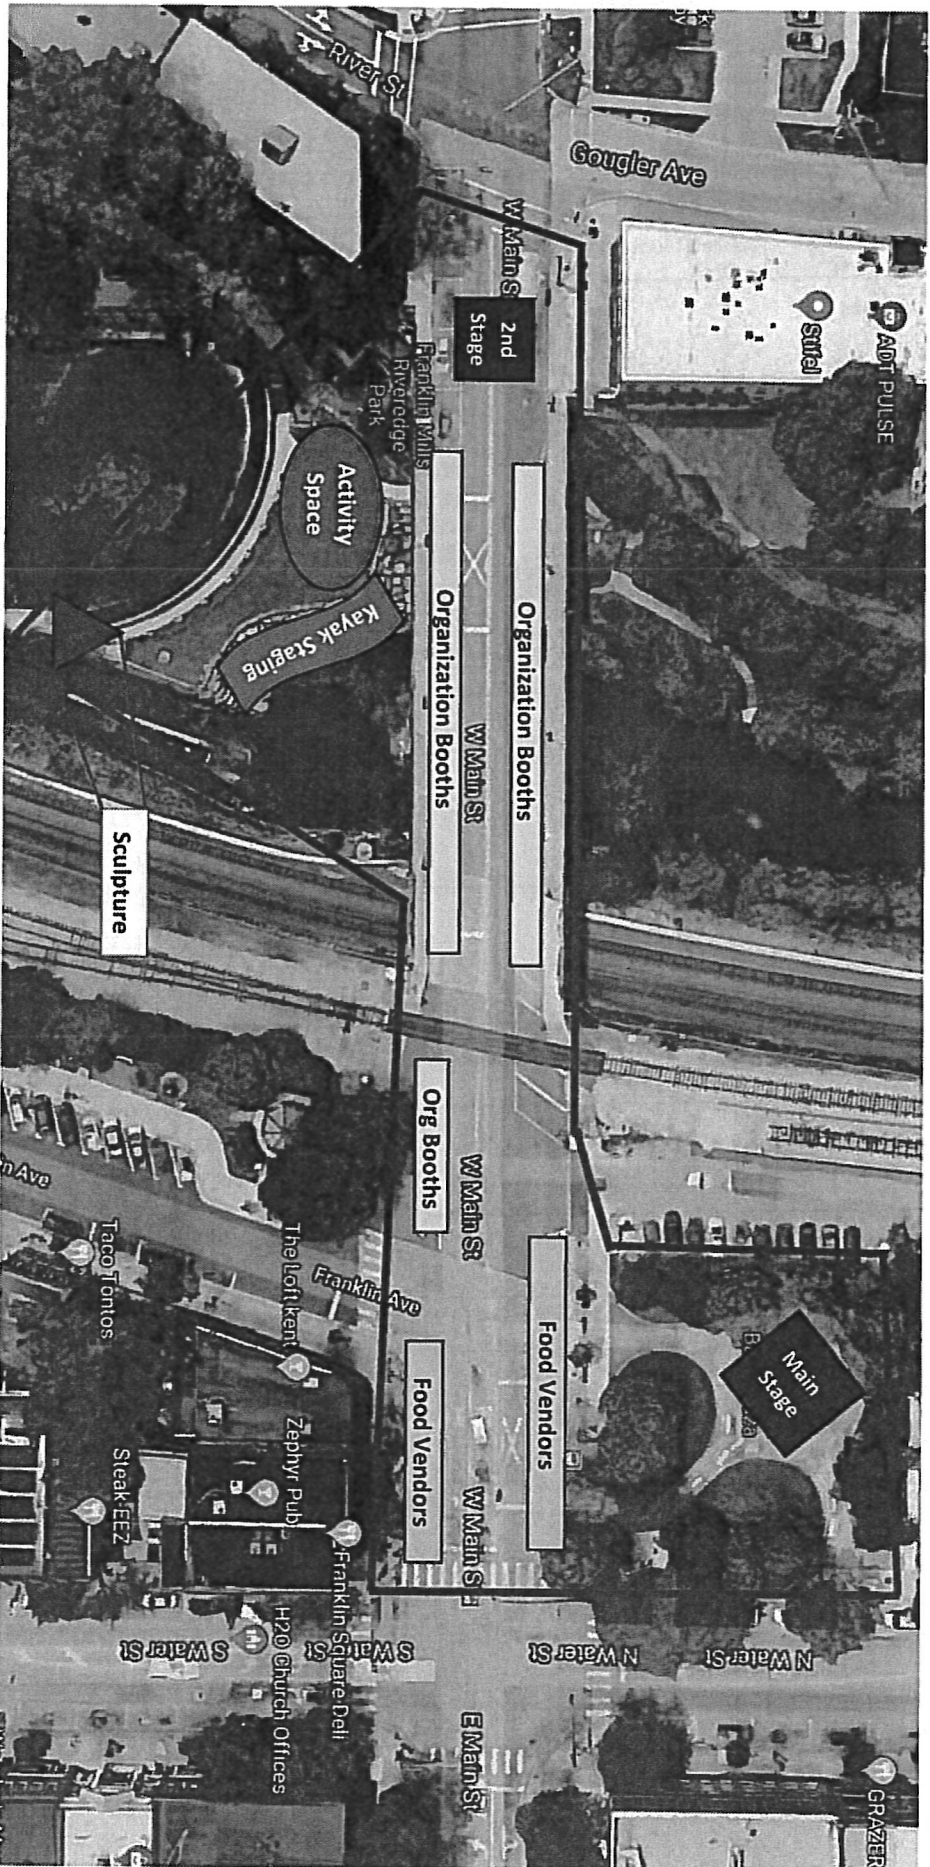 River St
Gougler Ave
W Main S
ADT PULSE
Stifel
2nd
Stage
Franklin Mills
Riveredge
Park
Activity
Space
Kayak Staging
Organization Booths
Organization Booths
W Main St
Sculpture
Org Booths
W Main St
n Ave
Taco Tontos
The Loft kent
Franklin Ave
Main
Stage
Food Vendors
Food Vendors
W Main S
Zephyr Pub
Steak-EEZ
Franklin Square Deli
H2O Church Offices
S Water St
S Water St
N Water St
N Water St
E Main St
GRAZER